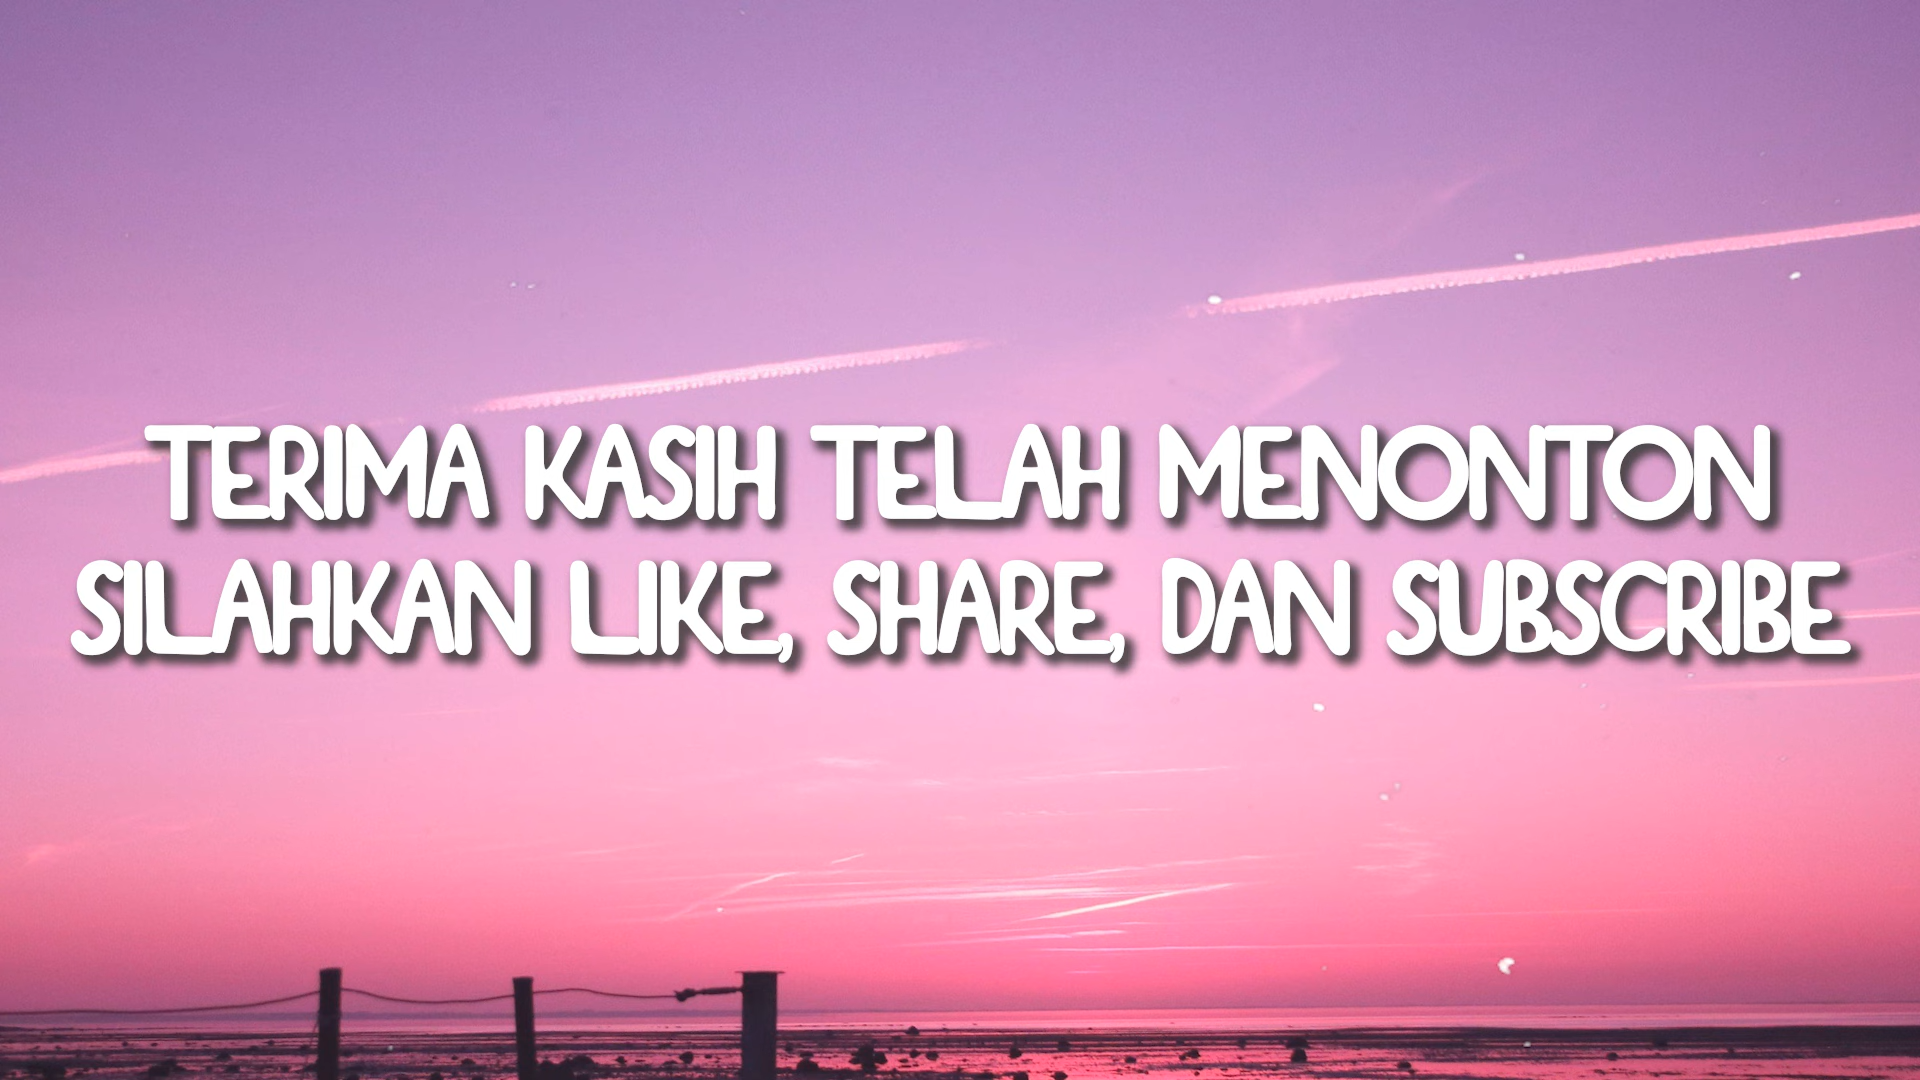 TERIMA KASIH TELAH MENONTON
SILAHKAN LIKE, SHARE, DAN SUBSCRIBE